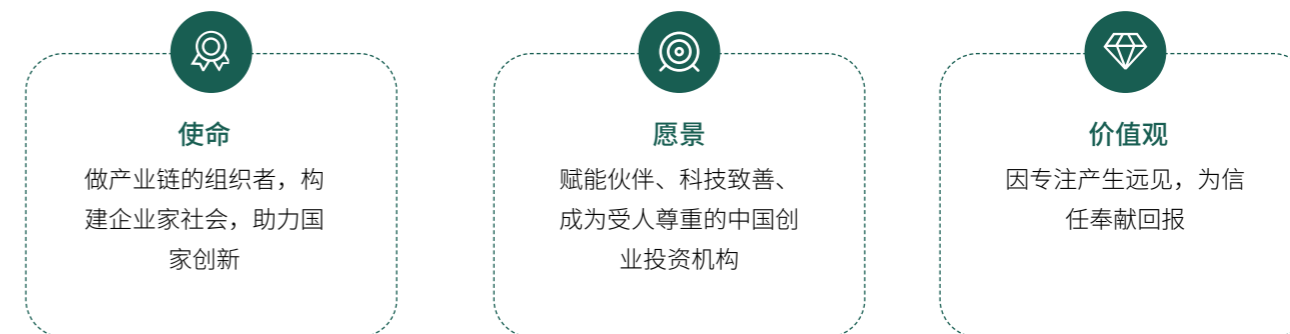 使命
做产业链的组织者，构
建企业家社会，助力国
家创新
愿景
赋能伙伴、科技致善、
成为受人尊重的中国创
业投资机构
价值观
因专注产生远见，为信
任奉献回报